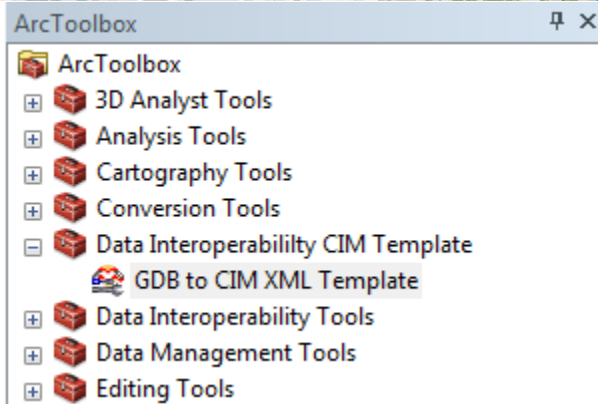 ArcToolbox
ArcToolbox
3D Analyst Tools
Analysis Tools
Cartography Tools
Conversion Tools
Data Interoperabililty CIM Template
GDB to CIM XML Template
Data Interoperability Tools
Data Management Tools
Editing Tools